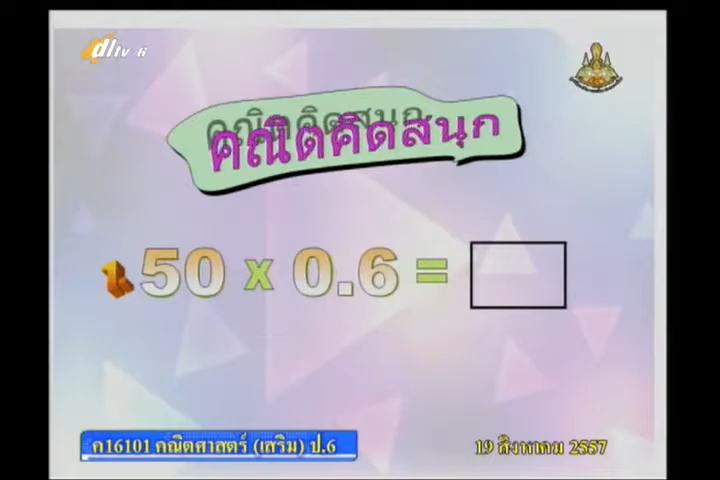 dltv 6
คณิตคิดสนุก
50 x 0.6 =
ค16101 คณิตศาสตร์ (เสริม) ป.6
19 สิงหาคม 2557